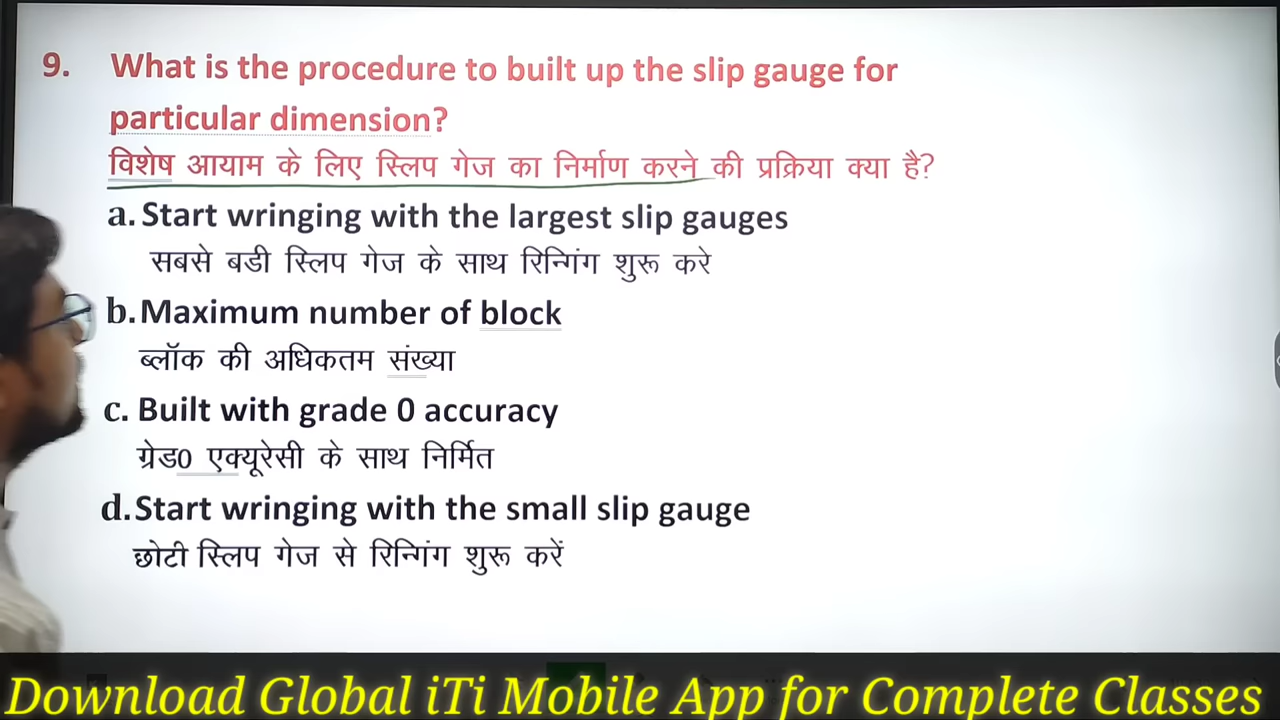 9. What is the procedure to built up the slip gauge for
particular dimension?
विशेष आयाम के लिए स्लिप गेज का निर्माण करने की प्रक्रिया क्या है?
a. Start wringing with the largest slip gauges
सबसे बडी स्लिप गेज के साथ रिन्गिंग शुरू करे
b. Maximum number of block
ब्लॉक की अधिकतम संख्या
c. Built with grade 0 accuracy
ग्रेड0 एक्यूरेसी के साथ निर्मित
d. Start wringing with the small slip gauge
छोटी स्लिप गेज से रिन्गिंग शुरू करें
Download Global iTi Mobile App for Complete Classes